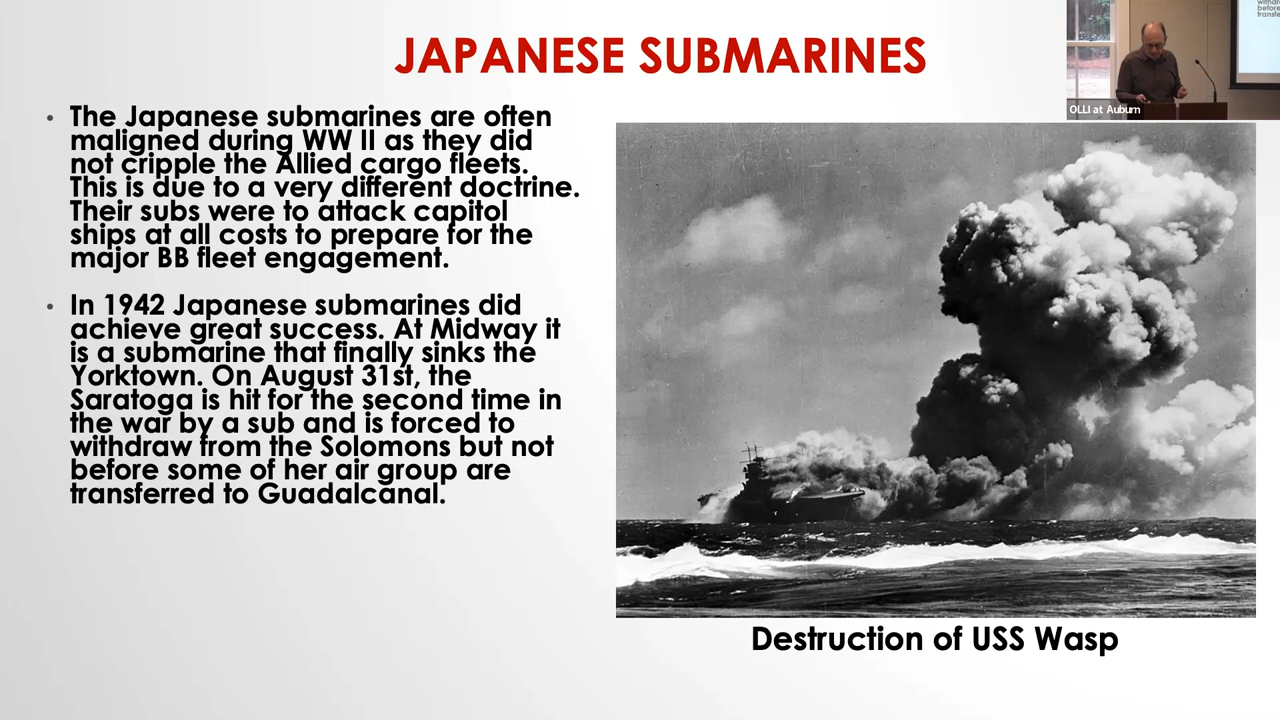 JAPANESE SUBMARINES
• The Japanese submarines are often
maligned during WW II as they did
not cripple the Allied cargo fleets.
This is due to a very different doctrine.
Their subs were to attack capitol
ships at all costs to prepare for the
major BB fleet engagement.
• In 1942 Japanese submarines did
achieve great success. At Midway it
is a submarine that finally sinks the
Yorktown. On August 31st, the
Saratoga is hit for the second time in
the war by a sub and is forced to
withdraw from the Solomons but not
before some of her air group are
transferred to Guadalcanal.
Destruction of USS Wasp
OLLI at Auburn